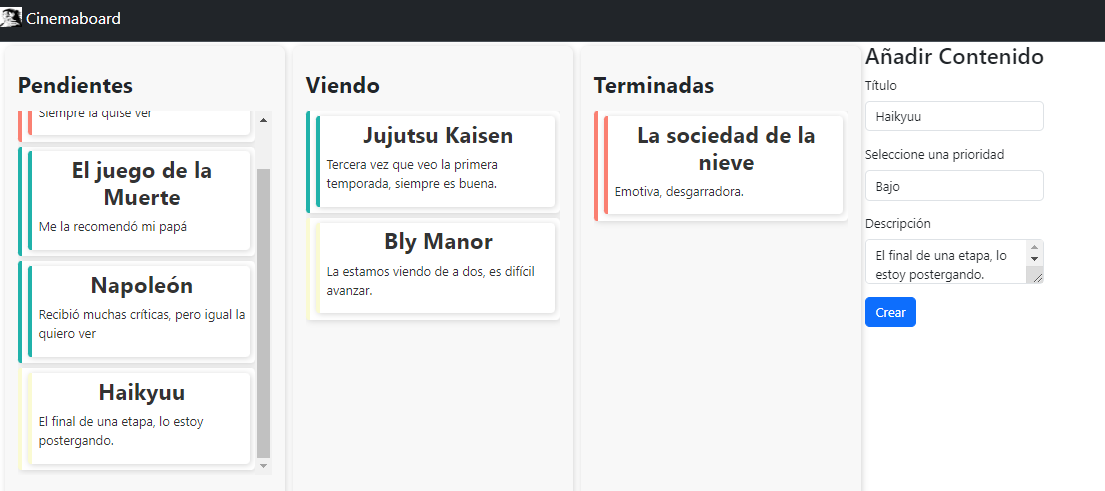 Cinemaboard
Pendientes
Siempre la quise ver
El juego de la
Muerte
Me la recomendó mi papá
Napoleón
Recibió muchas críticas, pero igual la
quiero ver
Haikyuu
El final de una etapa, lo estoy
postergando.
Viendo
Jujutsu Kaisen
Tercera vez que veo la primera
temporada, siempre es buena.
Bly Manor
La estamos viendo de a dos, es difícil
avanzar.
Terminadas
La sociedad de la
nieve
Emotiva, desgarradora.
Añadir Contenido
Título
Haikyuu
Seleccione una prioridad
Bajo
Descripción
El final de una etapa, lo
estoy postergando.
Crear